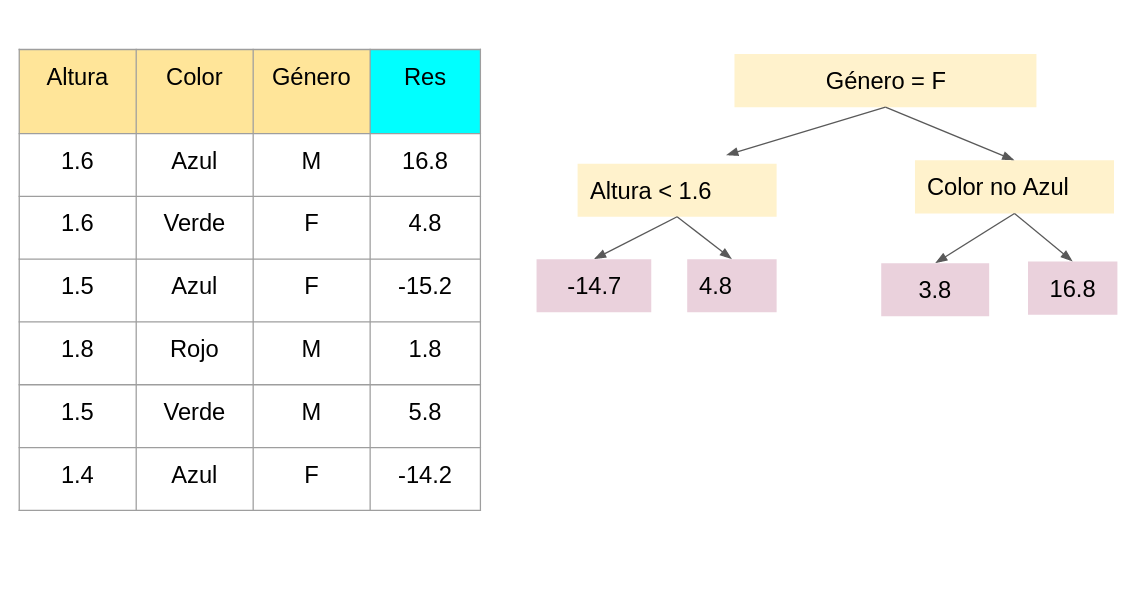 Altura Color Género Res
1.6 Azul M 16.8
1.6 Verde F 4.8
1.5 Azul F -15.2
1.8 Rojo M 1.8
1.5 Verde M 5.8
1.4 Azul F -14.2
Género = F
Altura < 1.6
Color no Azul
-14.7
4.8
3.8
16.8